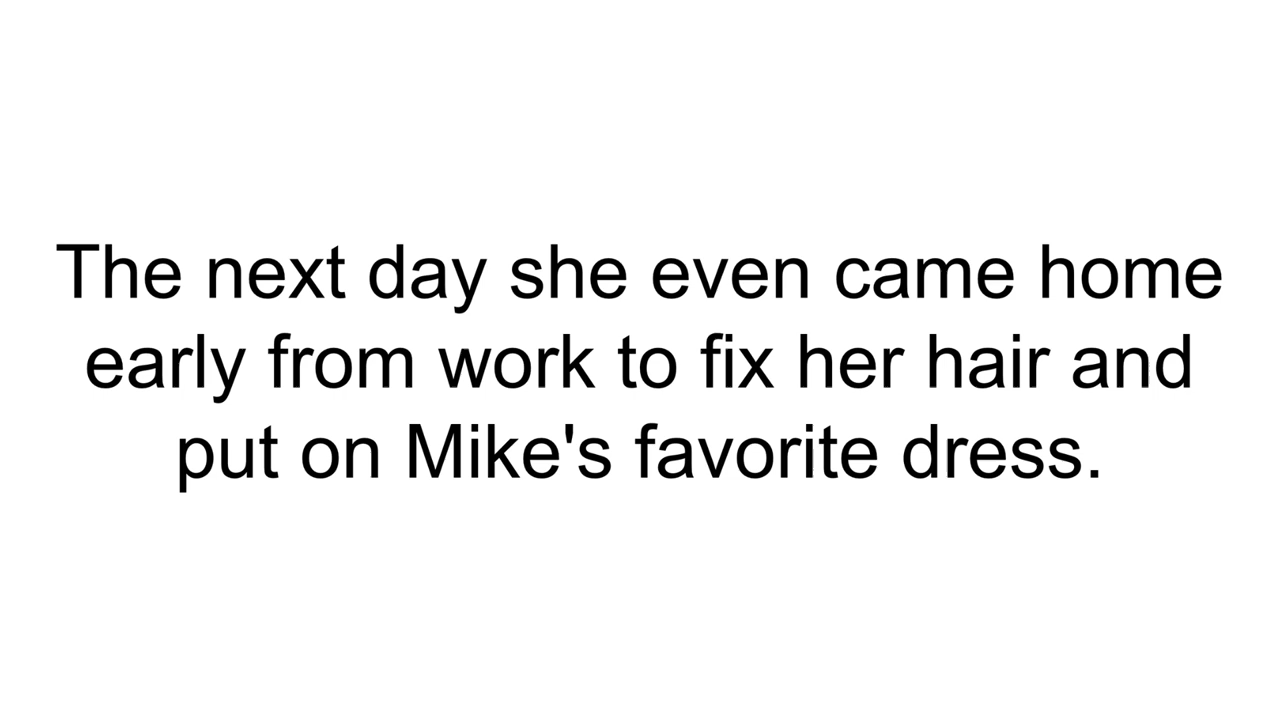 The next day she even came home
early from work to fix her hair and
put on Mike's favorite dress.